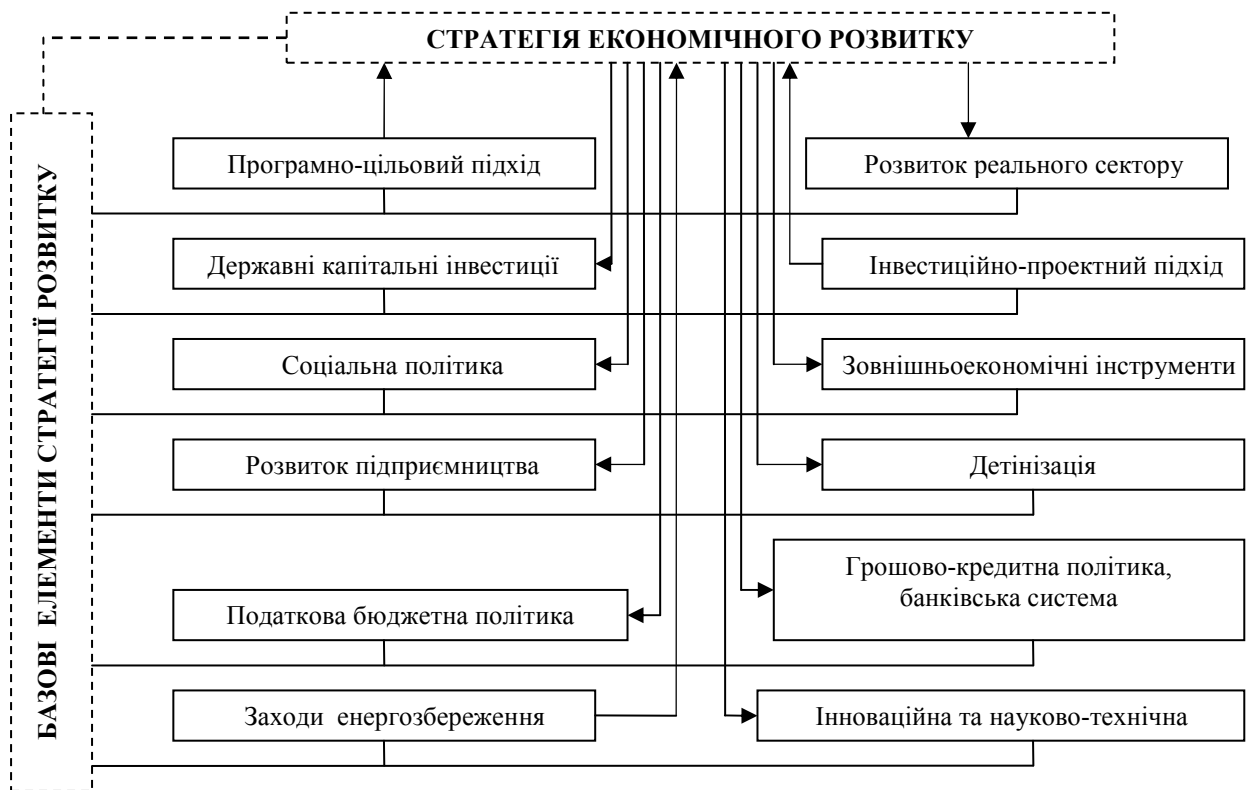 СТРАТЕГІЯ ЕКОНОМІЧНОГО РОЗВИТКУ
БАЗОВІ ЕЛЕМЕНТИ СТРАТЕГІЇ РОЗВИТКУ
Програмно-цільовий підхід
Розвиток реального сектору
Державні капітальні інвестиції
Інвестиційно-проектний підхід
Соціальна політика
Зовнішньоекономічні інструменти
Розвиток підприємництва
Детінізація
Податкова бюджетна політика
Грошово-кредитна політика,
банківська система
Заходи енергозбереження
Інноваційна та науково-технічна